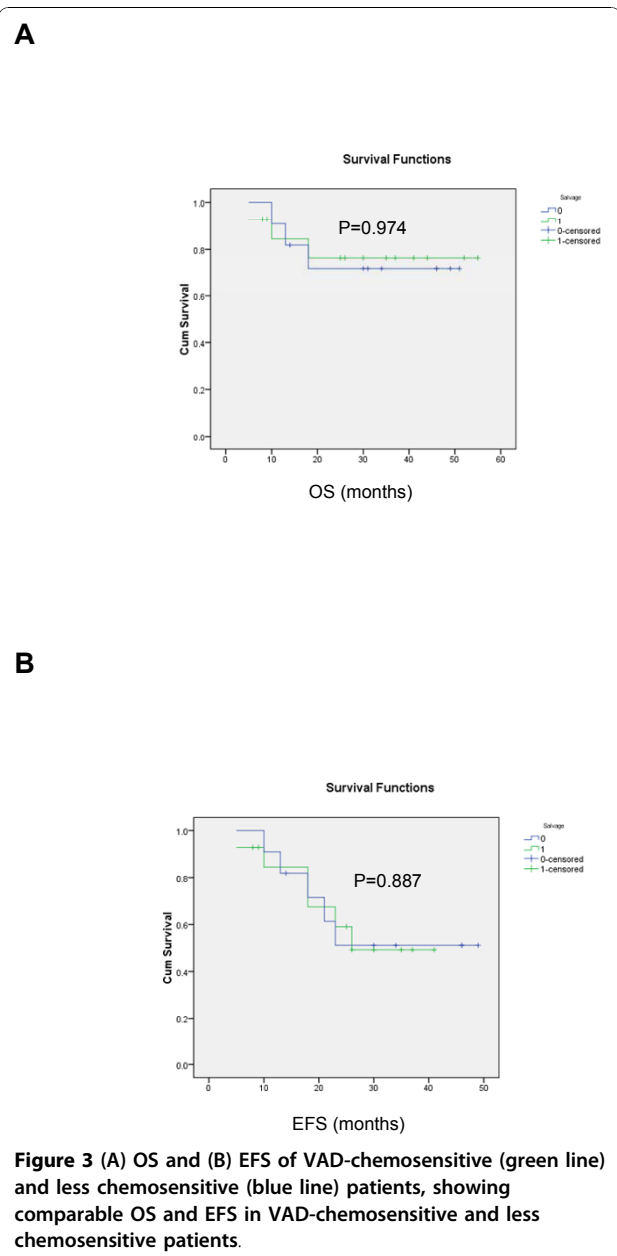 A
Survival Functions
Salvage
0
1
0-censored
1-censored
P=0.974
1.0
0.8
0.6
0.4
0.2
0.0
Cum Survival
0 10 20 30 40 50 60
OS (months)
B
Survival Functions
Salvage
0
1
0-censored
1-censored
P=0.887
1.0
0.8
0.6
0.4
0.2
0.0
Cum Survival
0 10 20 30 40 50
EFS (months)
Figure 3 (A) OS and (B) EFS of VAD-chemosensitive (green line)
and less chemosensitive (blue line) patients, showing
comparable OS and EFS in VAD-chemosensitive and less
chemosensitive patients.